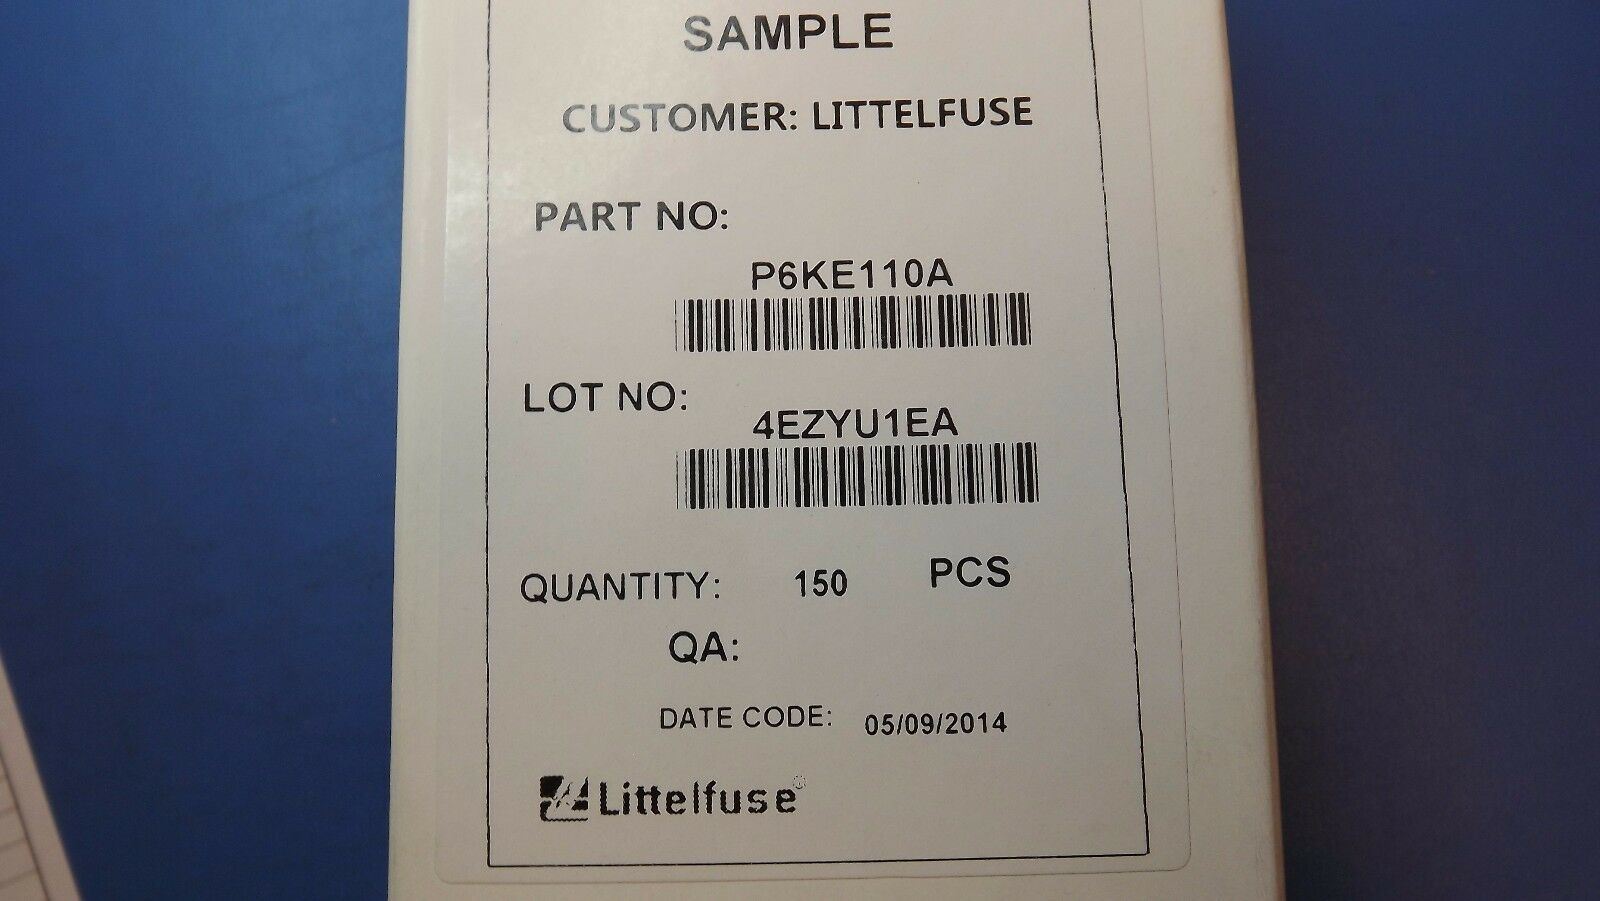 SAMPLE
CUSTOMER: LITTELFUSE
PART NO:
P6KE110A
LOT NO:
4EZYU1EA
QUANTITY: 150 PCS
QA:
DATE CODE: 05/09/2014
Littelfuse®